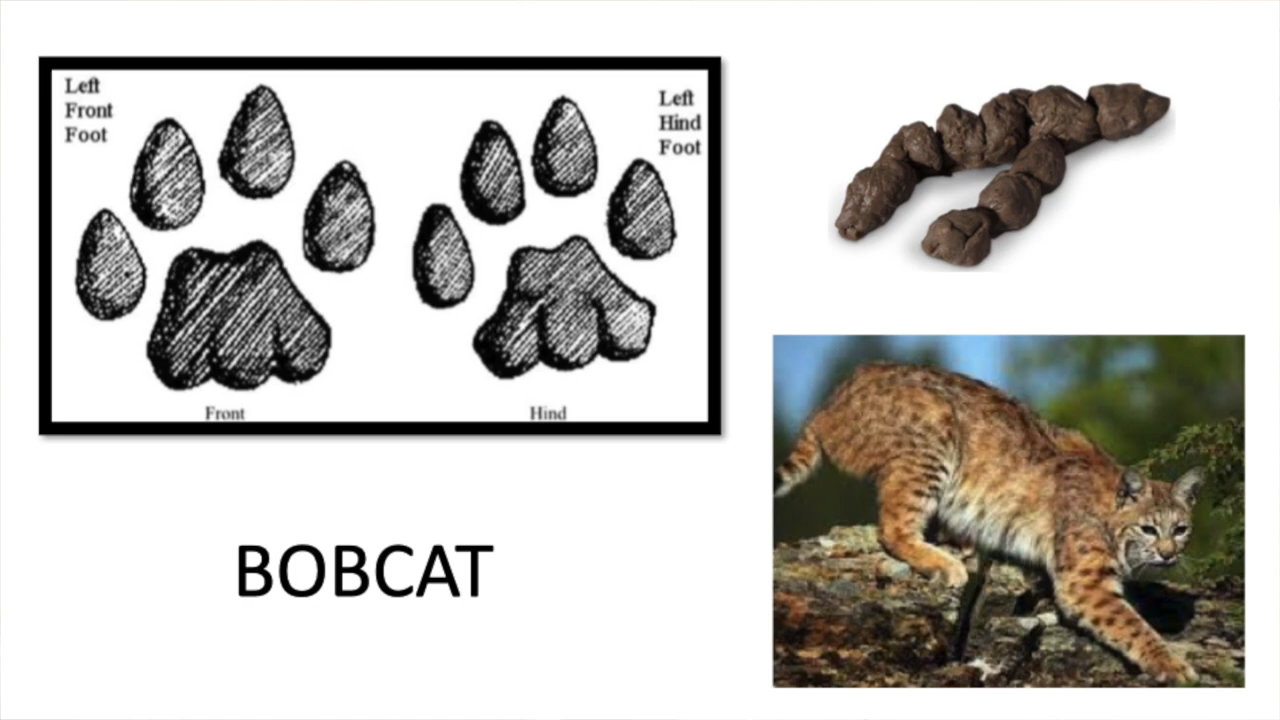 Left
Front
Foot
Left
Hind
Foot
Front
Hind
BOBCAT